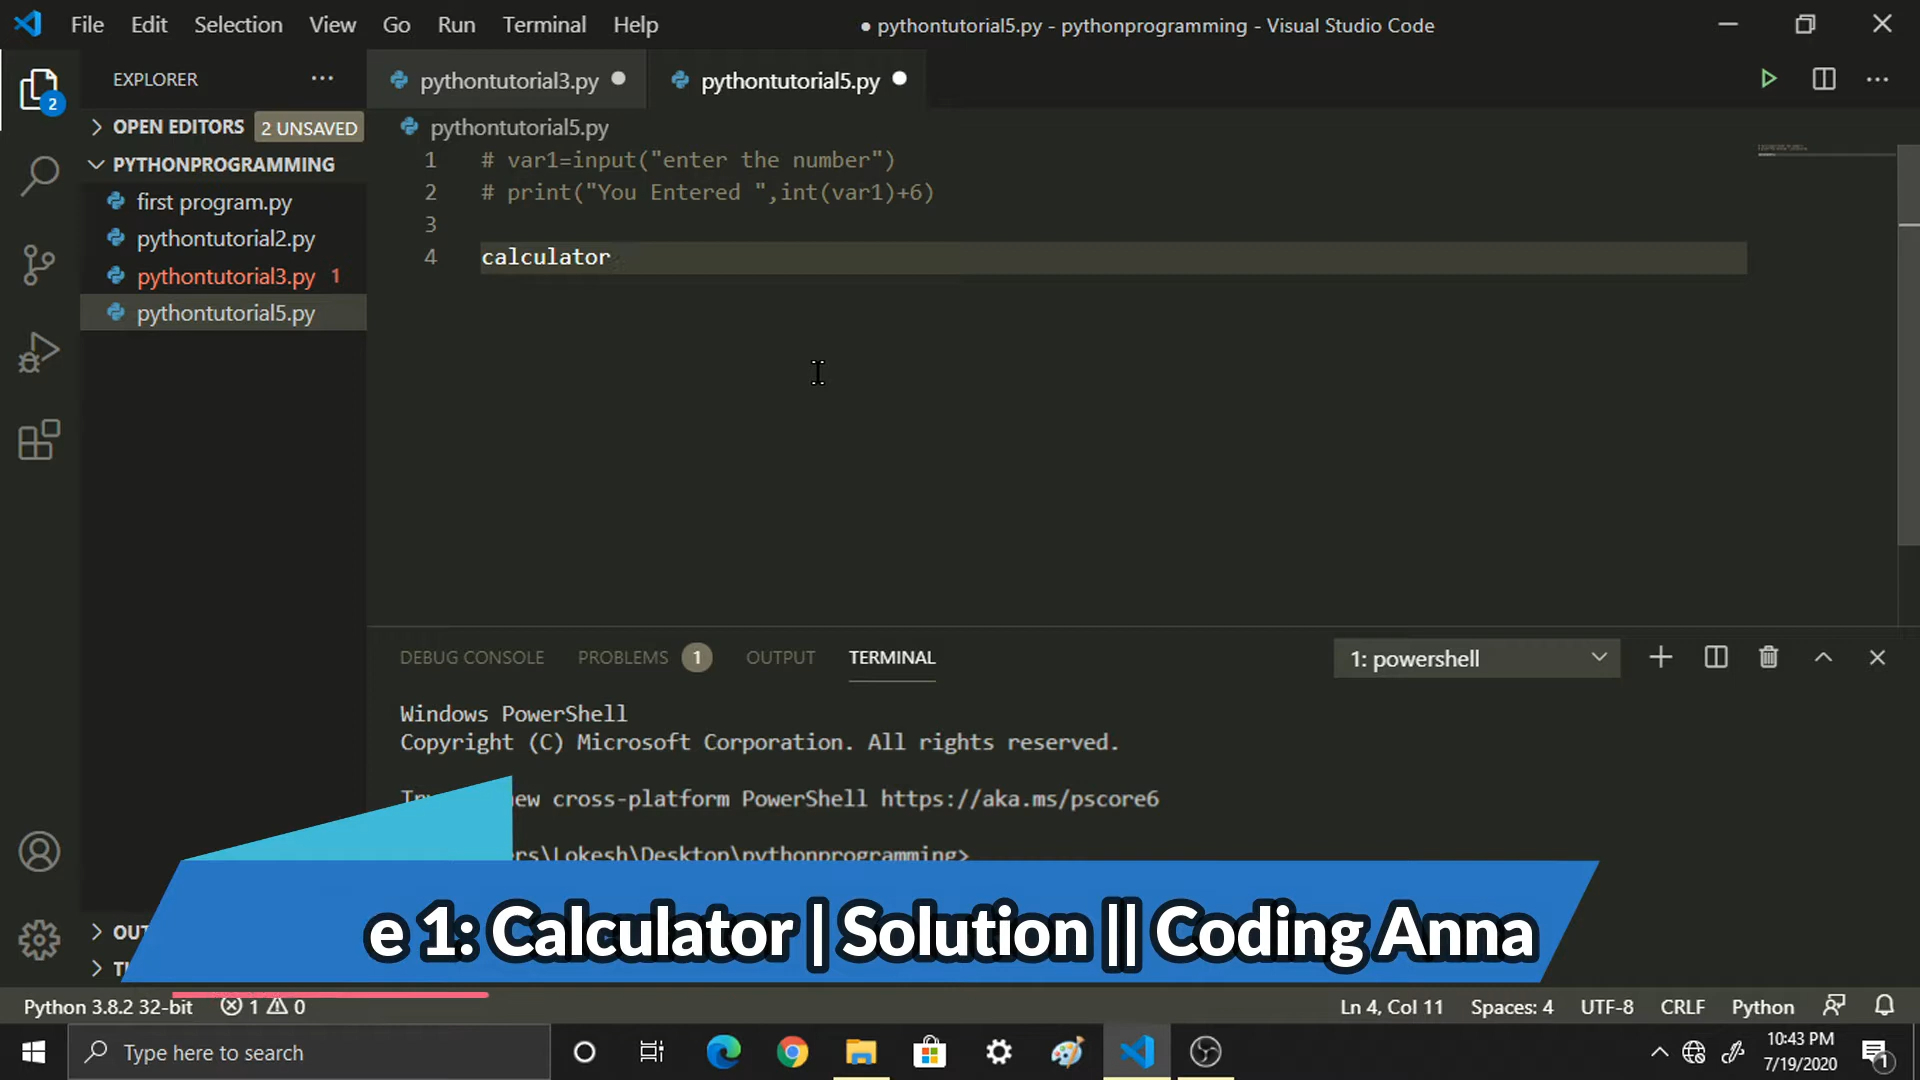 File Edit Selection View Go Run Terminal Help ● pythontutorial5.py - pythonprogramming - Visual Studio Code
EXPLORER ···
pythontutorial3.py
pythontutorial5.py
OPEN EDITORS 2 UNSAVED
pythontutorial5.py
PYTHONPROGRAMMING
1 # var1=input("enter the number")
2 # print("You Entered ",int(var1)+6)
3
4 calculator
2
first program.py
pythontutorial2.py
pythontutorial3.py 1
pythontutorial5.py
DEBUG CONSOLE PROBLEMS 1 OUTPUT TERMINAL 1: powershell
Windows PowerShell
Copyright (C) Microsoft Corporation. All rights reserved.
cross-platform PowerShell https://aka.ms/pscore6
\Lokesh\Desktop\pythonprogramming>
e 1: Calculator | Solution || Coding Anna
Python 3.8.2 32-bit 1 0 Ln 4, Col 11 Spaces: 4 UTF-8 CRLF Python
Type here to search
10:43 PM
7/19/2020
1